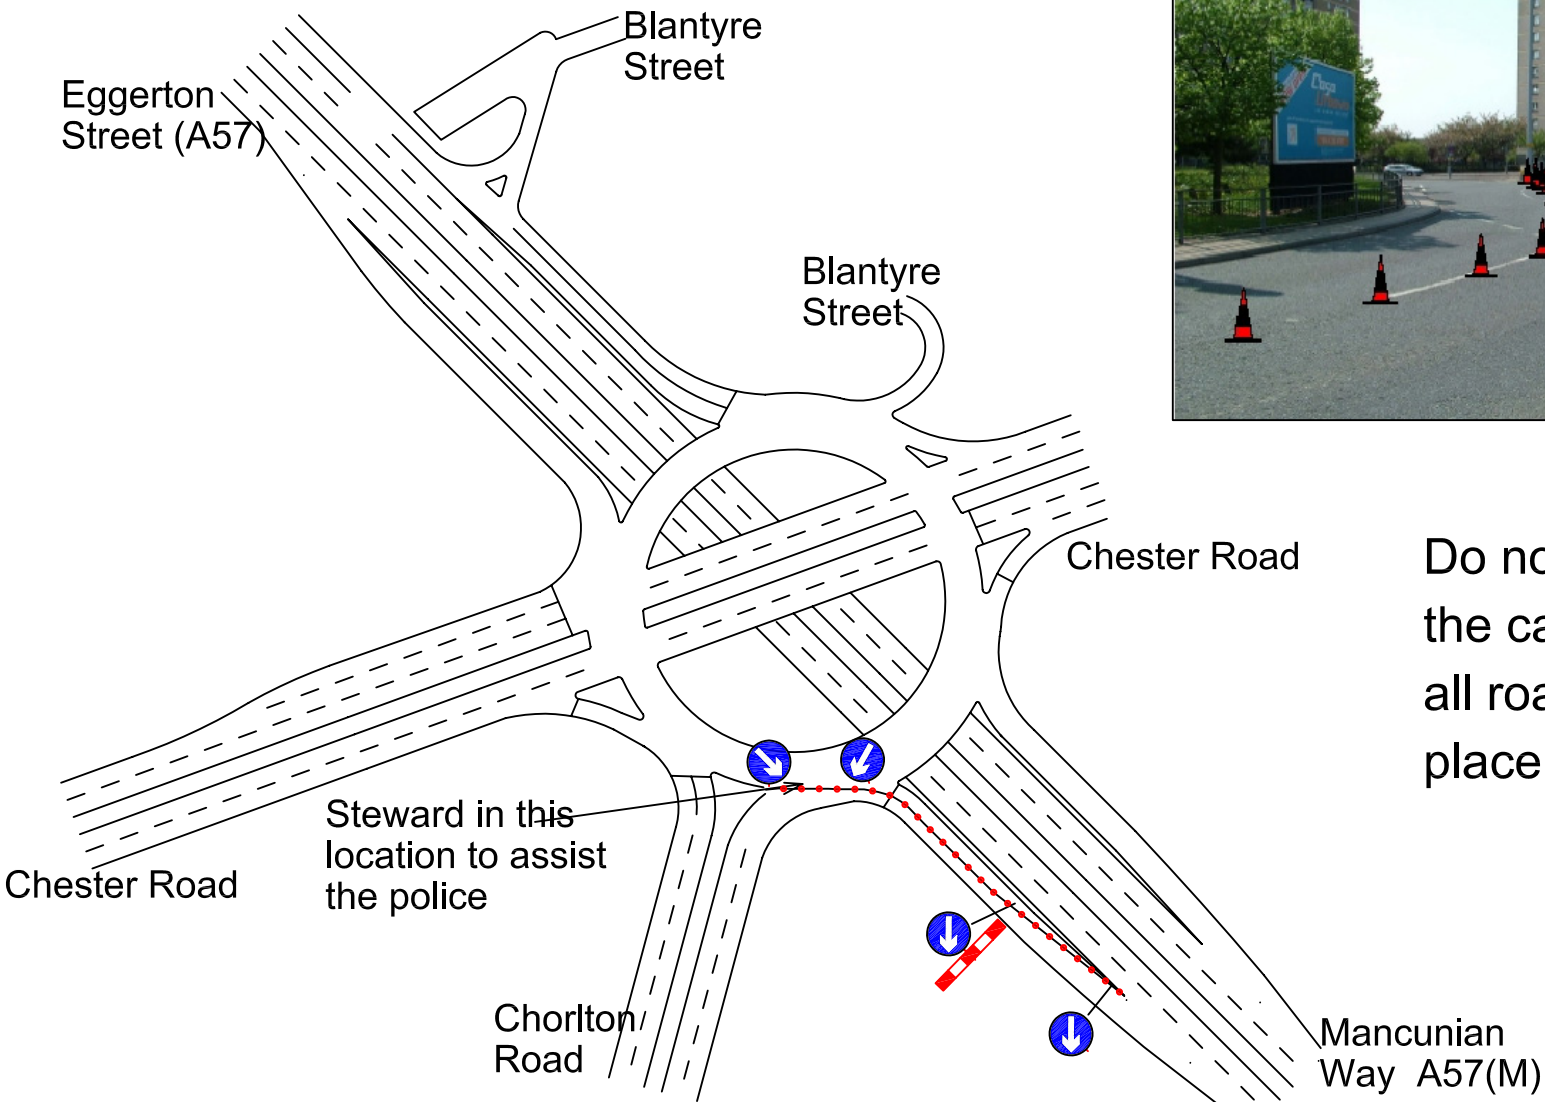 Blantyre
Street
Eggerton
Street (A57)
Blantyre
Street
Chester Road
Do no
the ca
all roa
place
Steward in this
location to assist
the police
Chester Road
Chorlton
Road
Mancunian
Way A57(M)